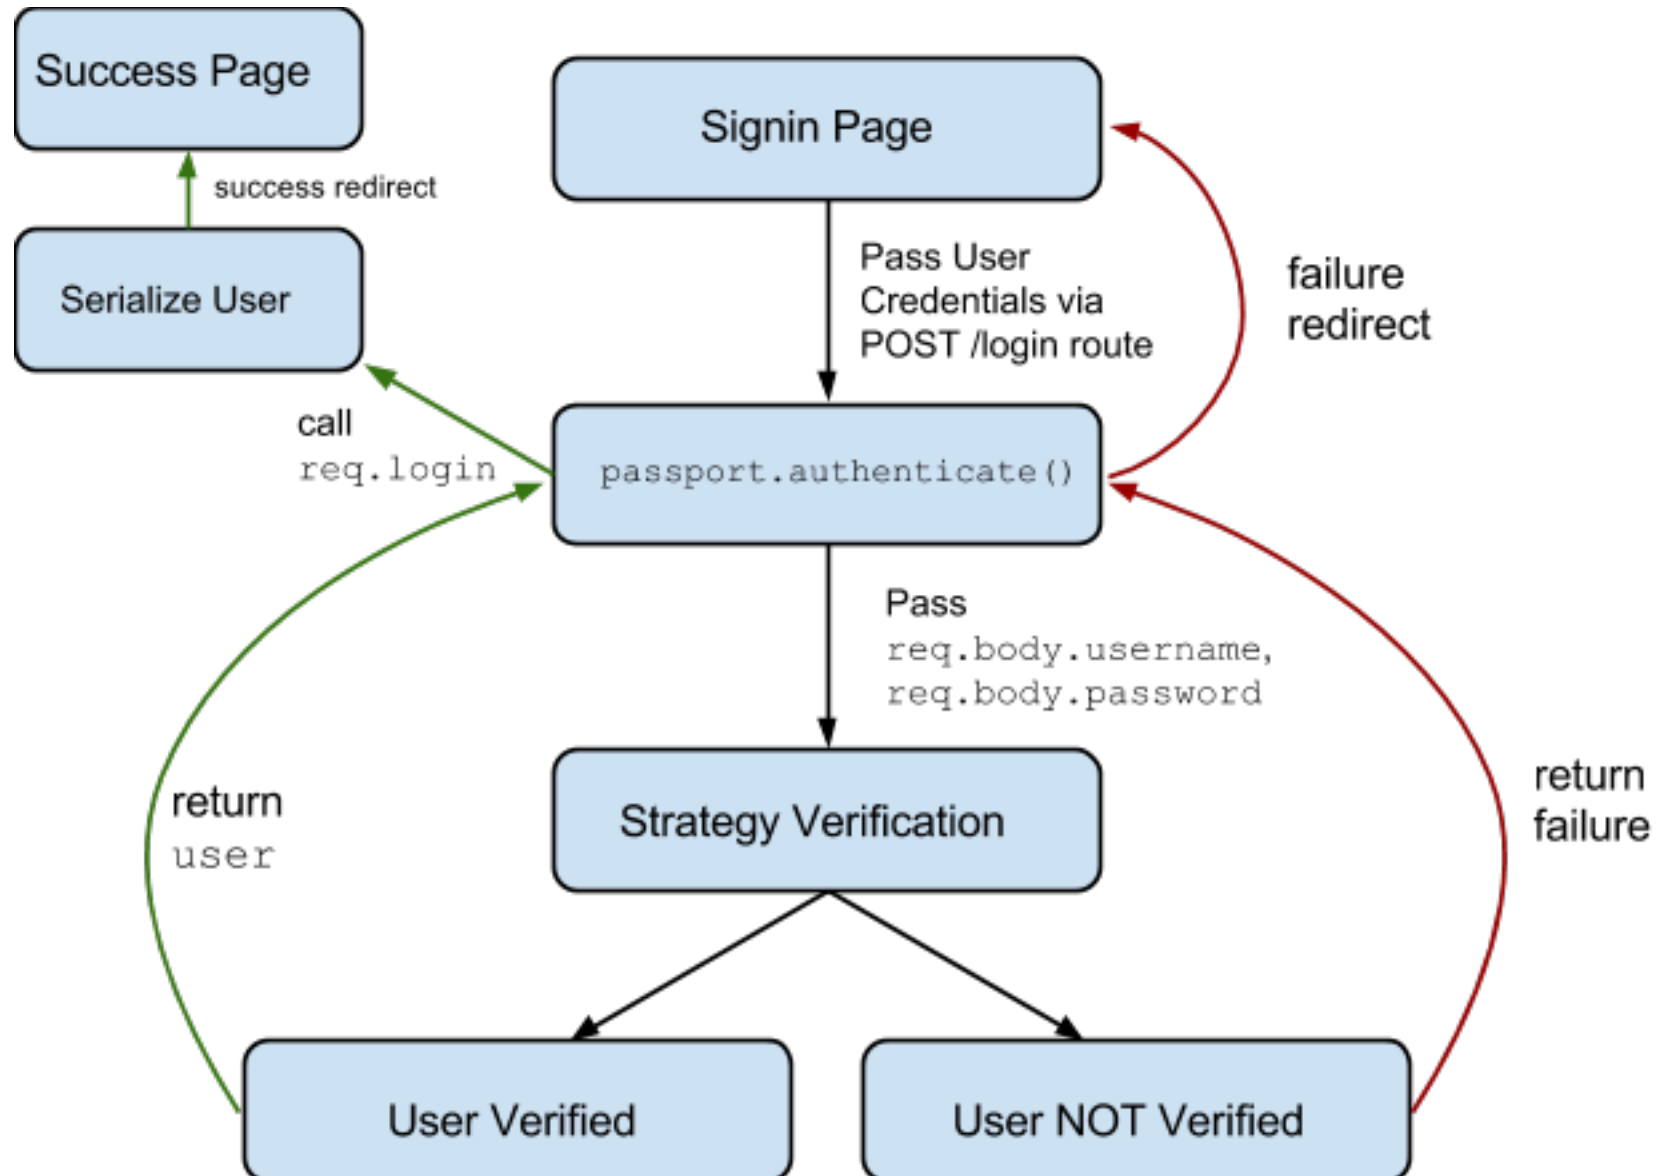 Success Page
Signin Page
success redirect
Serialize User
Pass User
Credentials via
POST /login route
failure
redirect
call
req.login
passport.authenticate()
Pass
req.body.username,
req.body.password
return
user
Strategy Verification
return
failure
User Verified
User NOT Verified